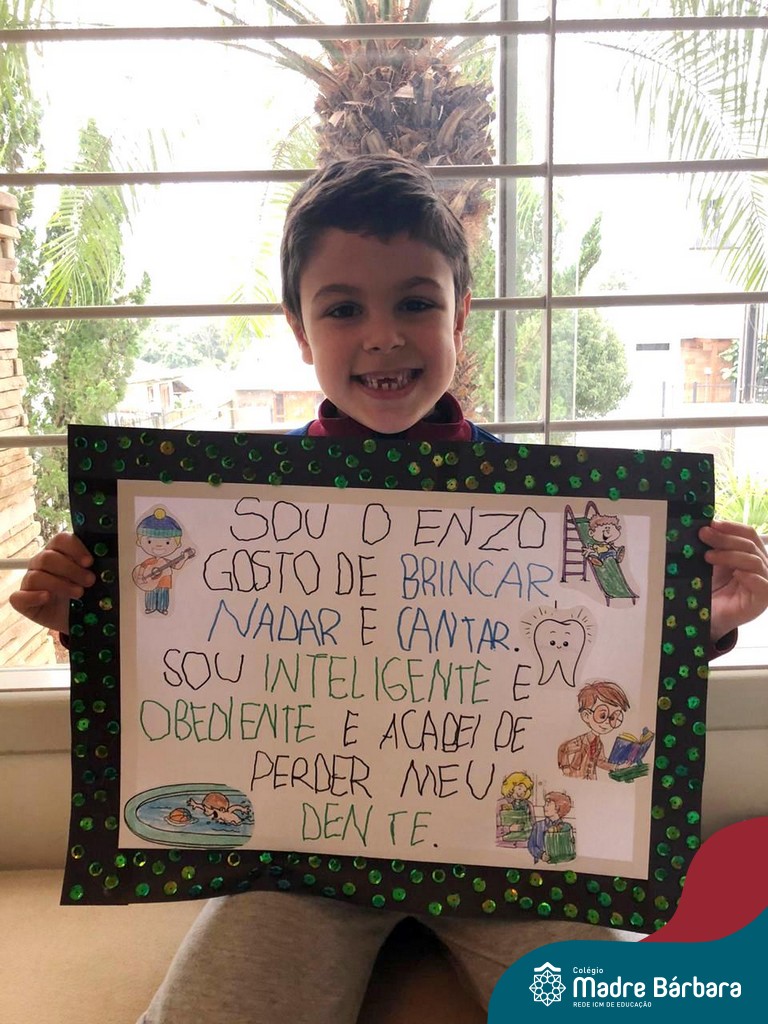 SOU O ENZO
GOSTO DE BRINCAR
NADAR E CANTAR.
SOU INTELIGENTE E
OBEDIENTE E ACABEI DE
PERDER MEU
DENTE.
Colégio
Madre Bárbara
REDE ICM DE EDUCAÇÃO